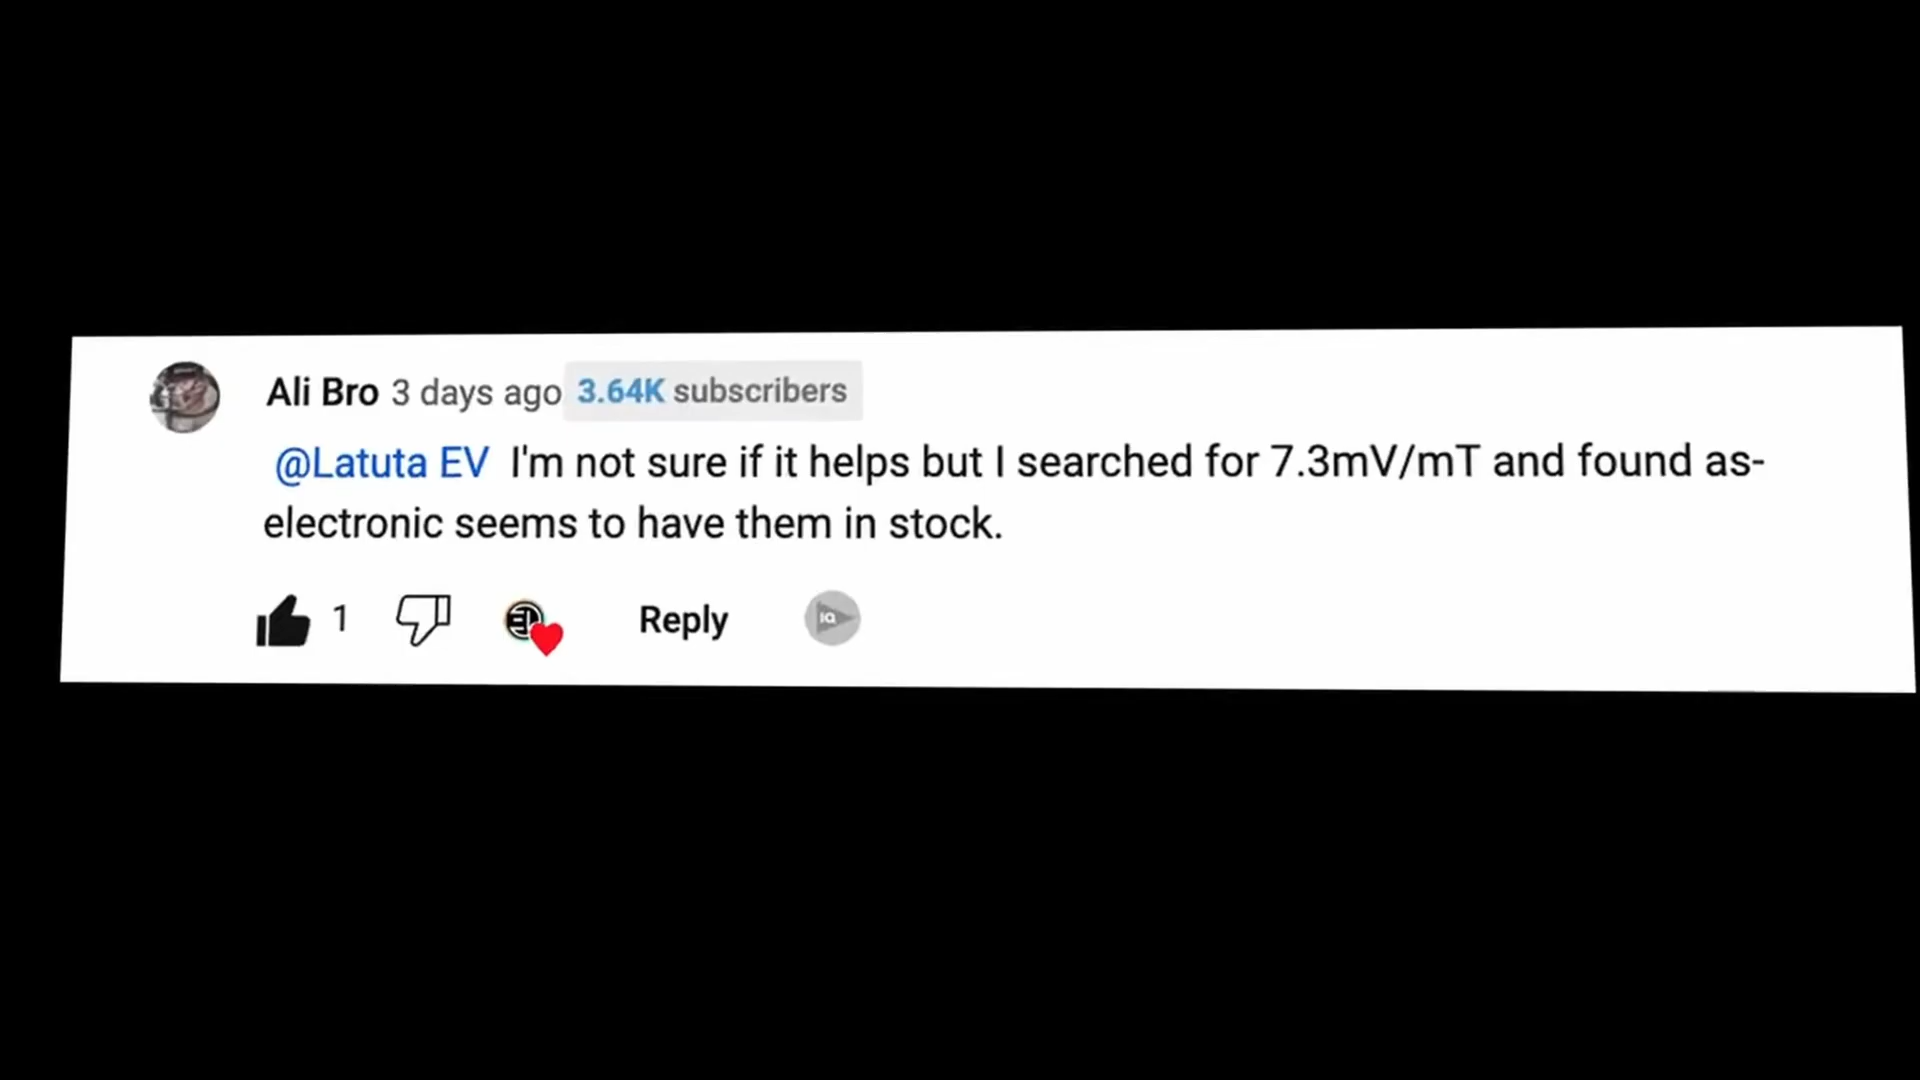 Ali Bro 3 days ago 3.64K subscribers
@Latuta EV I'm not sure if it helps but I searched for 7.3mV/mT and found as-
electronic seems to have them in stock.
1 Reply IQ